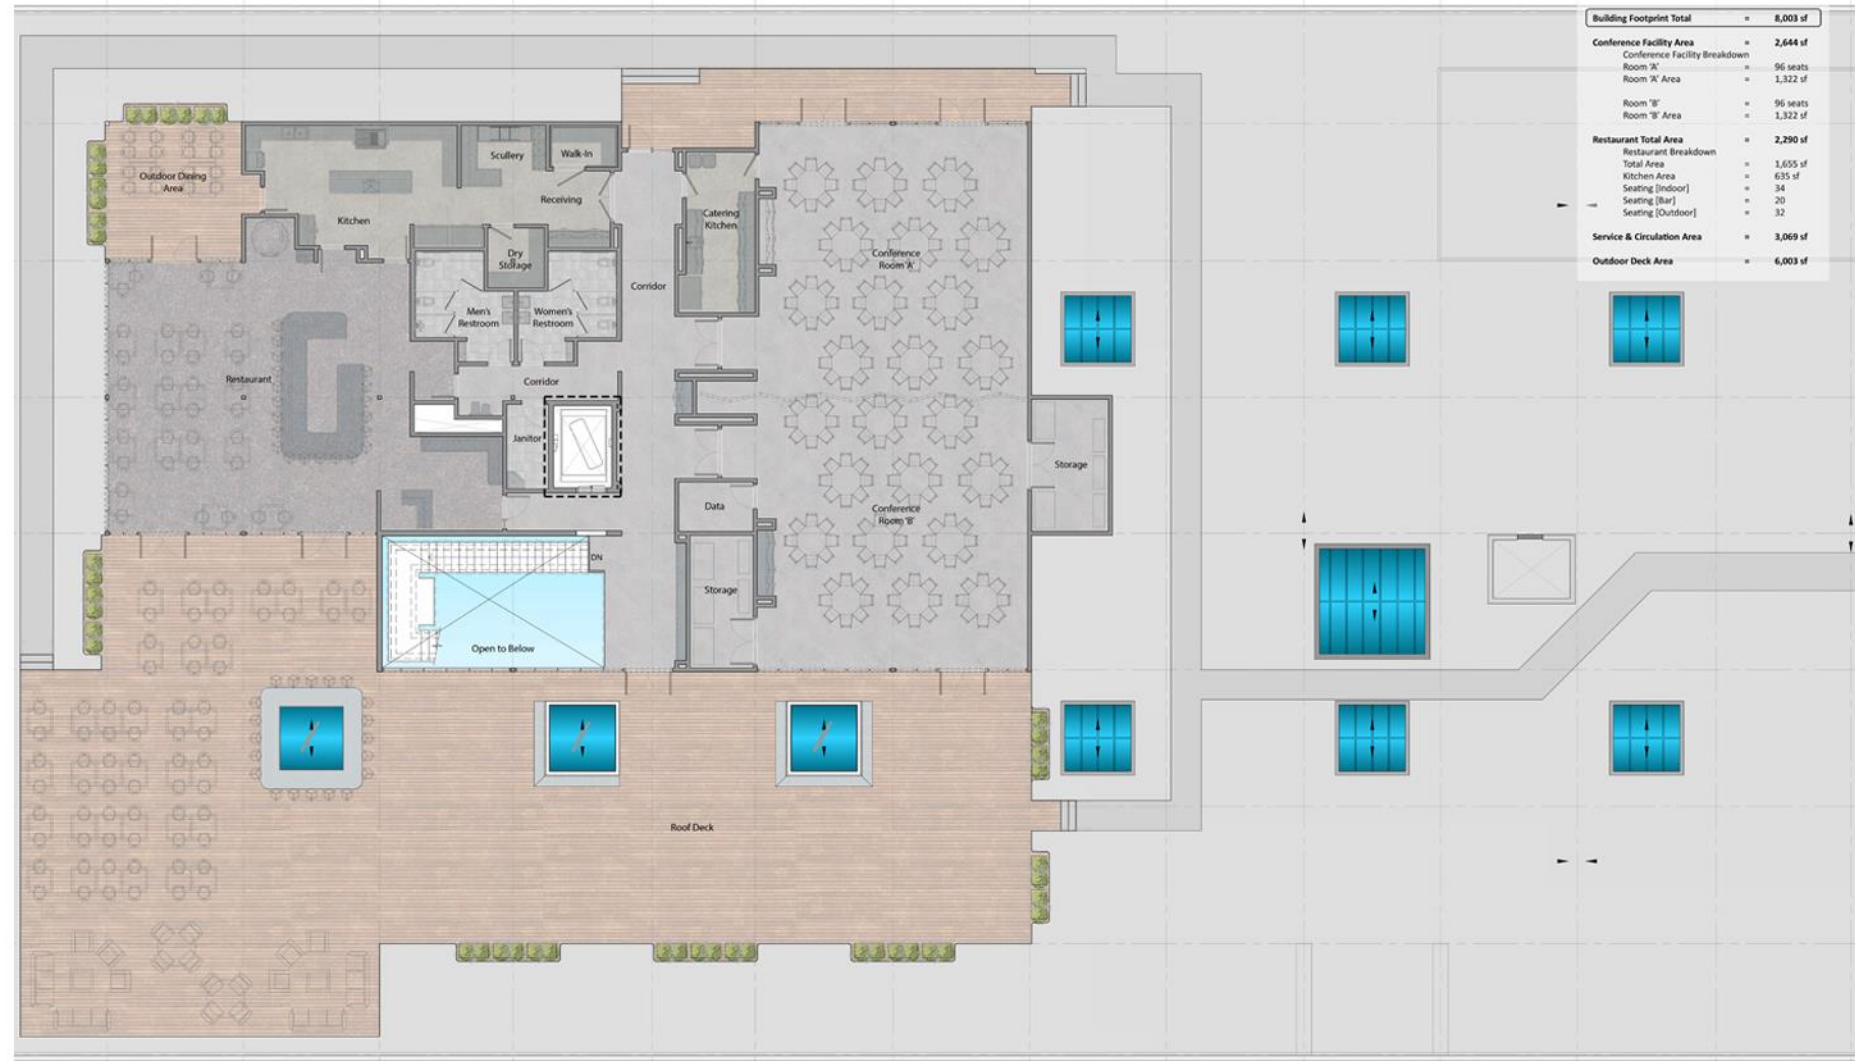 Building Footprint Total = 8,003 sf
Conference Facility Area = 2,644 sf
Conference Facility Breakdown
Room 'A' = 96 seats
Room 'A' Area = 1,322 sf
Room 'B' = 96 seats
Room 'B' Area = 1,322 sf
Restaurant Total Area = 2,290 sf
Restaurant Breakdown
Total Area = 1,655 sf
Kitchen Area = 635 sf
Seating [Indoor] = 34
Seating [Bar] = 20
Seating [Outdoor] = 32
Service & Circulation Area = 3,069 sf
Outdoor Deck Area = 6,003 sf
Outdoor Dining
Area
Kitchen
Scullery
Walk-In
Receiving
Catering
Kitchen
Dry
Storage
Men's
Restroom
Women's
Restroom
Corridor
Conference
Room 'A'
Restaurant
Corridor
Janitor
Storage
Data
Conference
Room 'B'
DN
Storage
Open to Below
Roof Deck